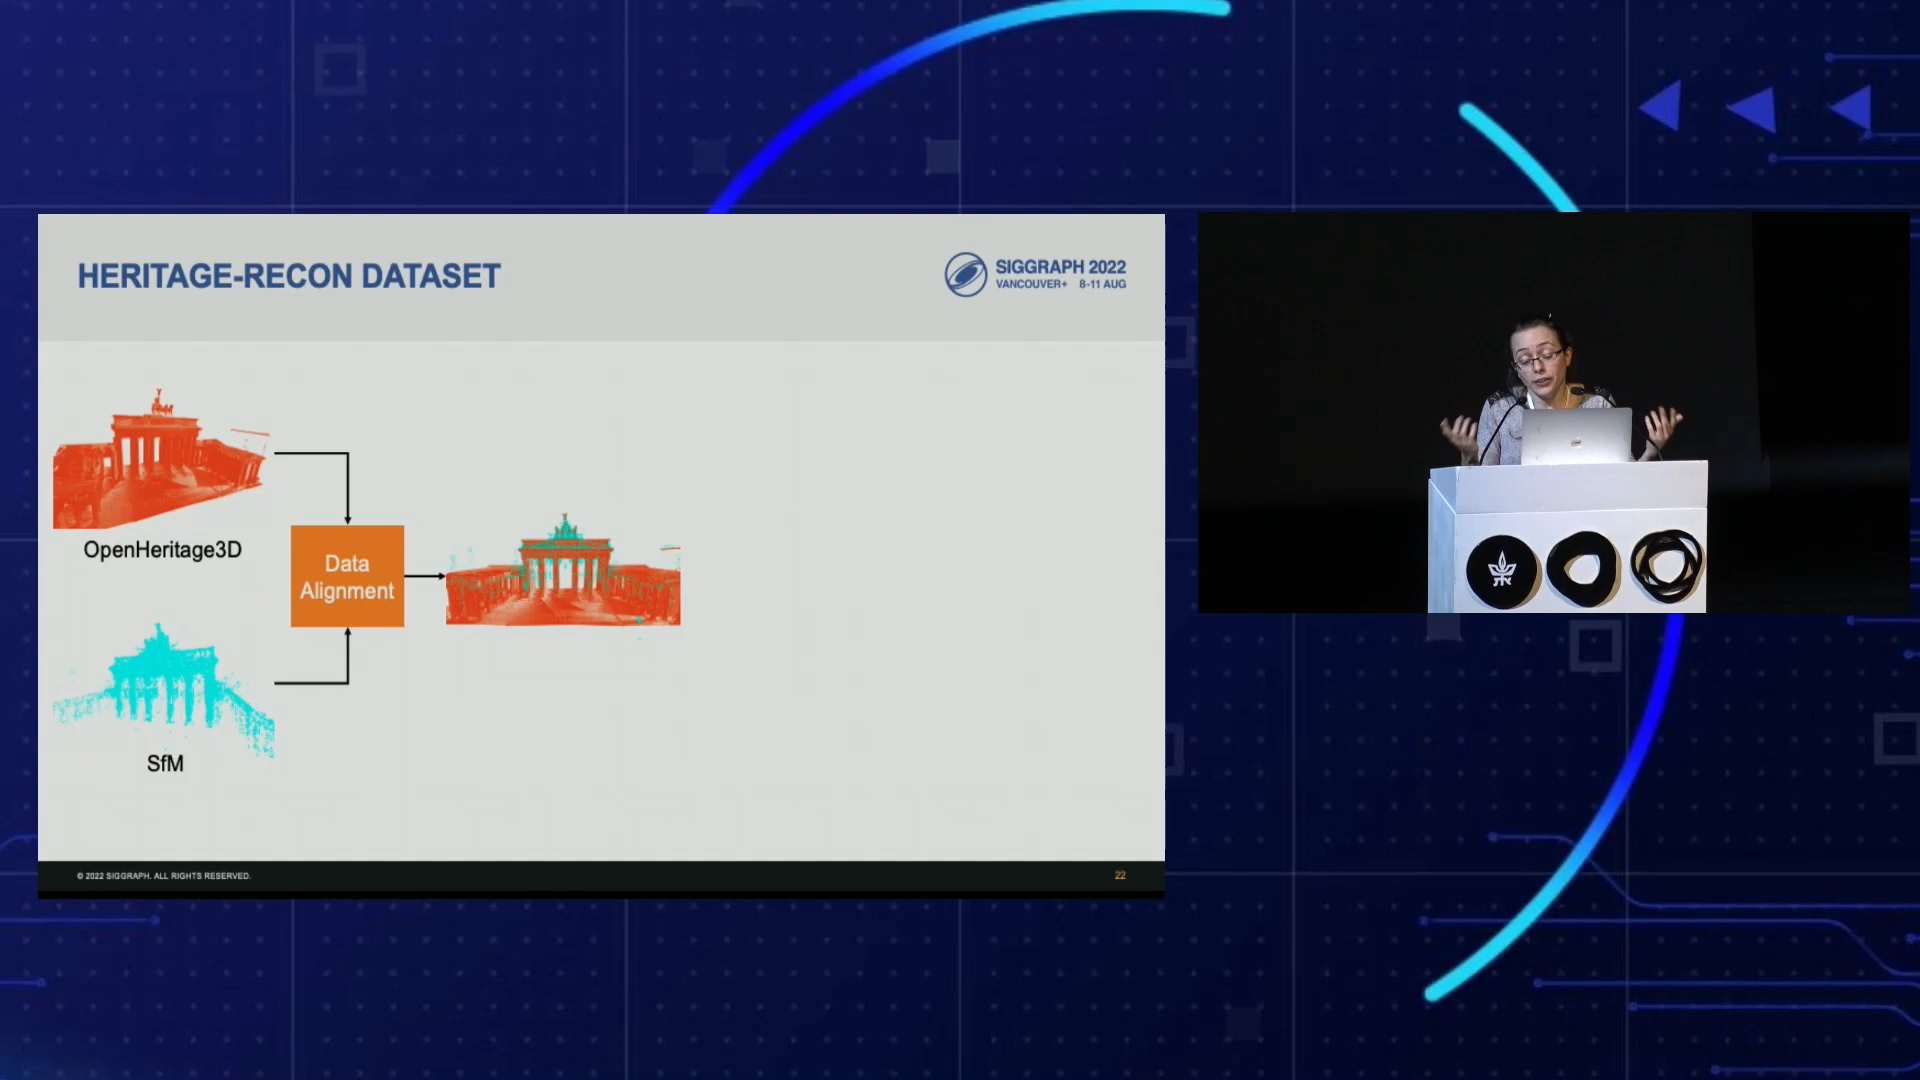 HERITAGE-RECON DATASET
SIGGRAPH 2022
VANCOUVER+ 8-11 AUG
OpenHeritage3D
Data
Alignment
SfM
© 2022 SIGGRAPH. ALL RIGHTS RESERVED.
22